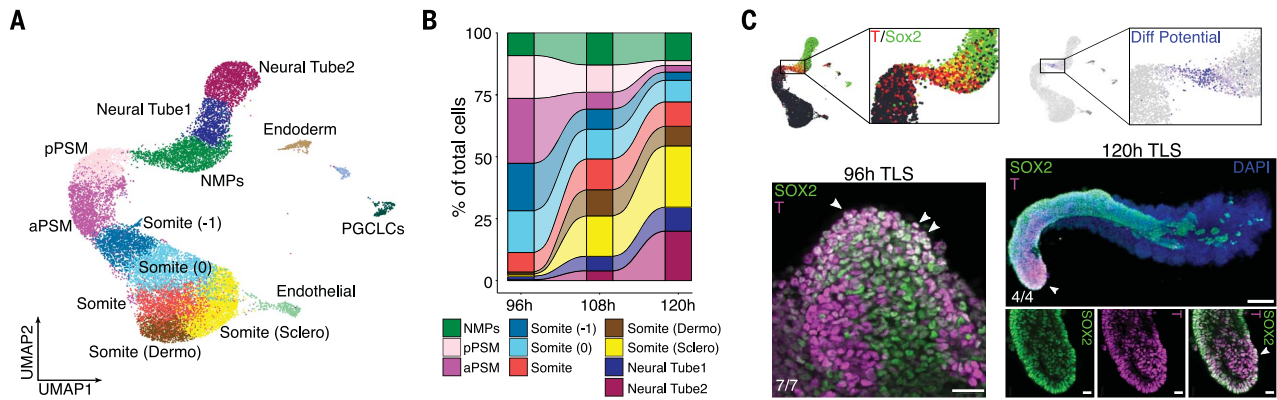 A
Neural Tube2
Neural Tube1
Endoderm
pPSM
NMPs
aPSM
Somite (-1)
PGCLCs
Somite (0)
Somite
Endothelial
Somite (Sclero)
Somite (Dermo)
UMAP2
UMAP1
B
% of total cells
100
75
50
25
0
96h
108h
120h
NMPs
pPSM
aPSM
Somite (-1)
Somite (0)
Somite
Somite (Dermo)
Somite (Sclero)
Neural Tube1
Neural Tube2
C
T/Sox2
Diff Potential
96h TLS
SOX2
T
7/7
120h TLS
SOX2
T
DAPI
4/4
SOX2
T
SOX2
T